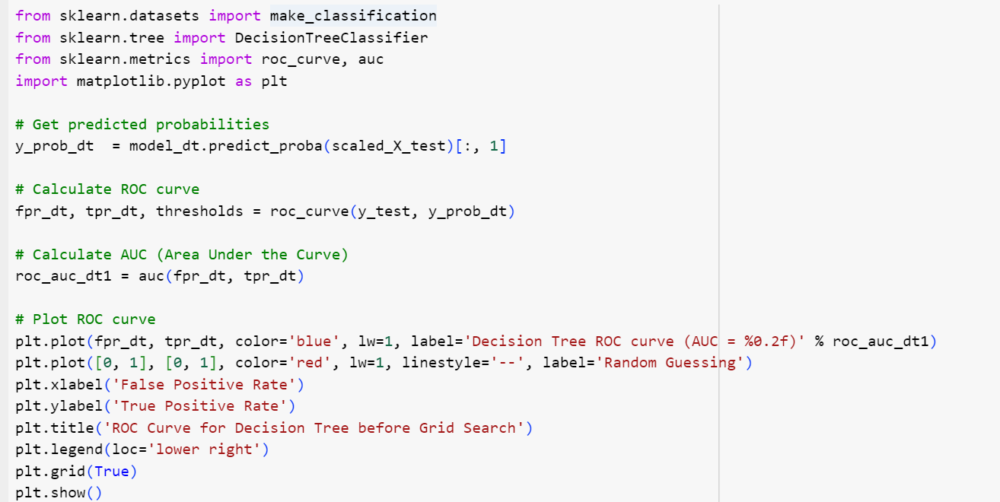 from sklearn.datasets import make_classification
from sklearn.tree import DecisionTreeClassifier
from sklearn.metrics import roc_curve, auc
import matplotlib.pyplot as plt
# Get predicted probabilities
y_prob_dt  = model_dt.predict_proba(scaled_X_test)[:, 1]
# Calculate ROC curve
fpr_dt, tpr_dt, thresholds = roc_curve(y_test, y_prob_dt)
# Calculate AUC (Area Under the Curve)
roc_auc_dt1 = auc(fpr_dt, tpr_dt)
# Plot ROC curve
plt.plot(fpr_dt, tpr_dt, color='blue', lw=1, label='Decision Tree ROC curve (AUC = %0.2f)' % roc_auc_dt1)
plt.plot([0, 1], [0, 1], color='red', lw=1, linestyle='--', label='Random Guessing')
plt.xlabel('False Positive Rate')
plt.ylabel('True Positive Rate')
plt.title('ROC Curve for Decision Tree before Grid Search')
plt.legend(loc='lower right')
plt.grid(True)
plt.show()